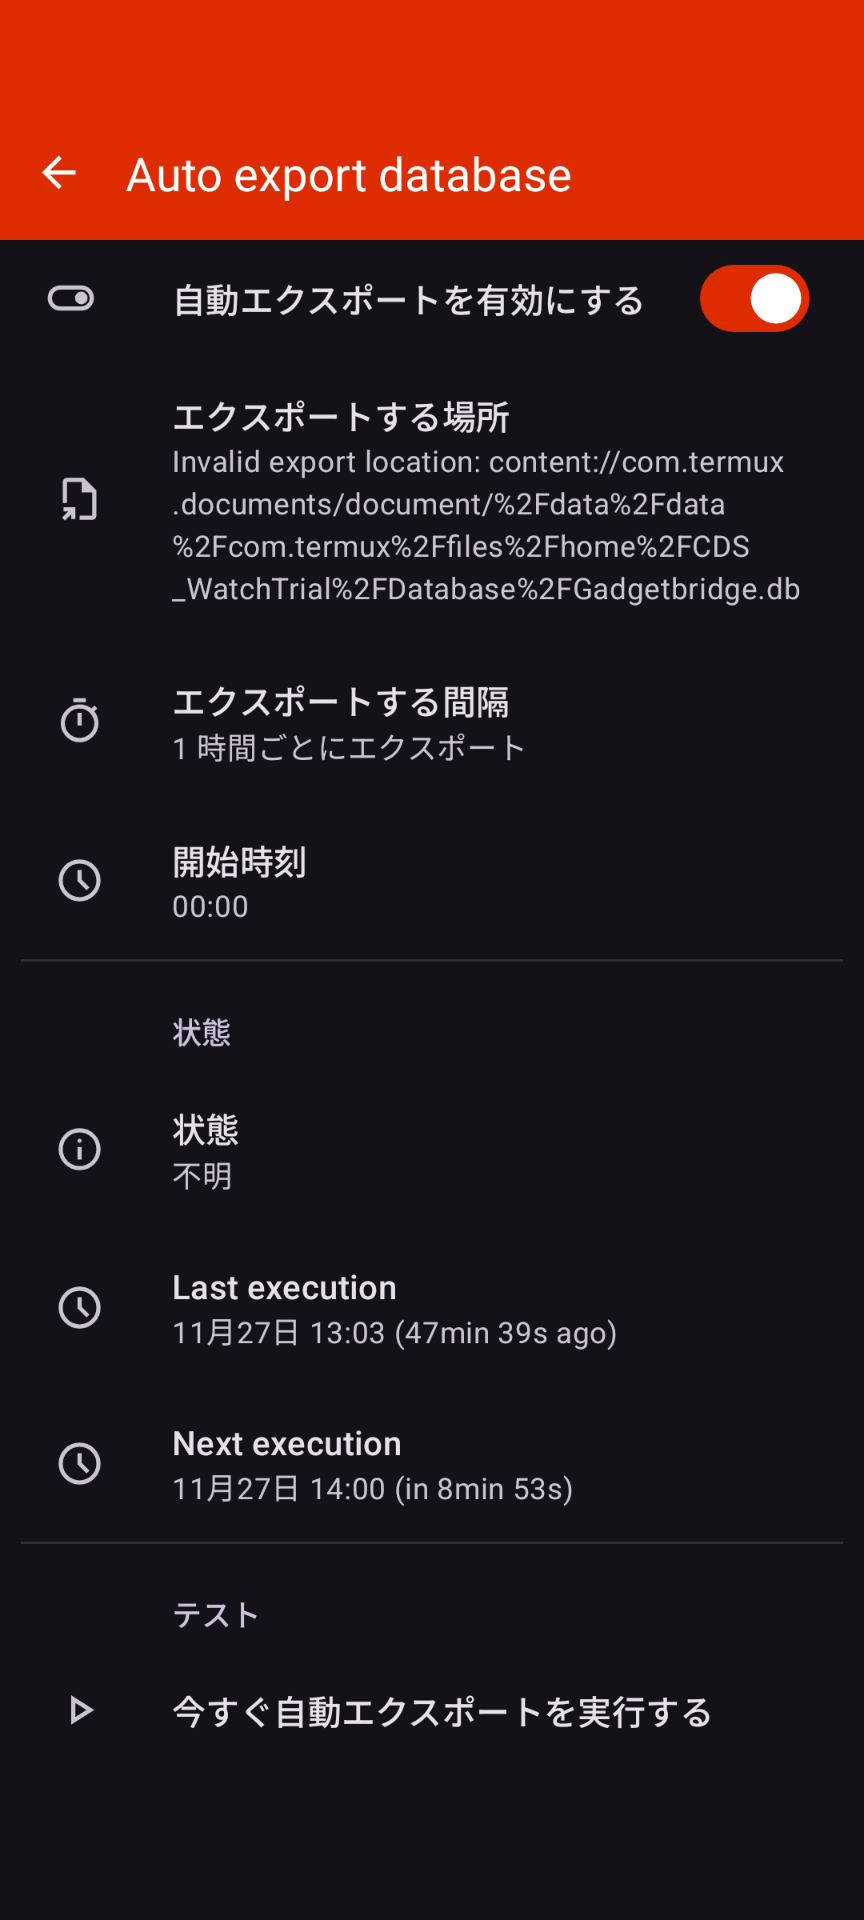 Auto export database
自動エクスポートを有効にする
エクスポートする場所
Invalid export location: content://com.termux
.documents/document/%2Fdata%2Fdata
%2Fcom.termux%2Ffiles%2Fhome%2FCDS
_WatchTrial%2FDatabase%2FGadgetbridge.db
エクスポートする間隔
1 時間ごとにエクスポート
開始時刻
00:00
状態
状態
不明
Last execution
11月27日 13:03 (47min 39s ago)
Next execution
11月27日 14:00 (in 8min 53s)
テスト
今すぐ自動エクスポートを実行する